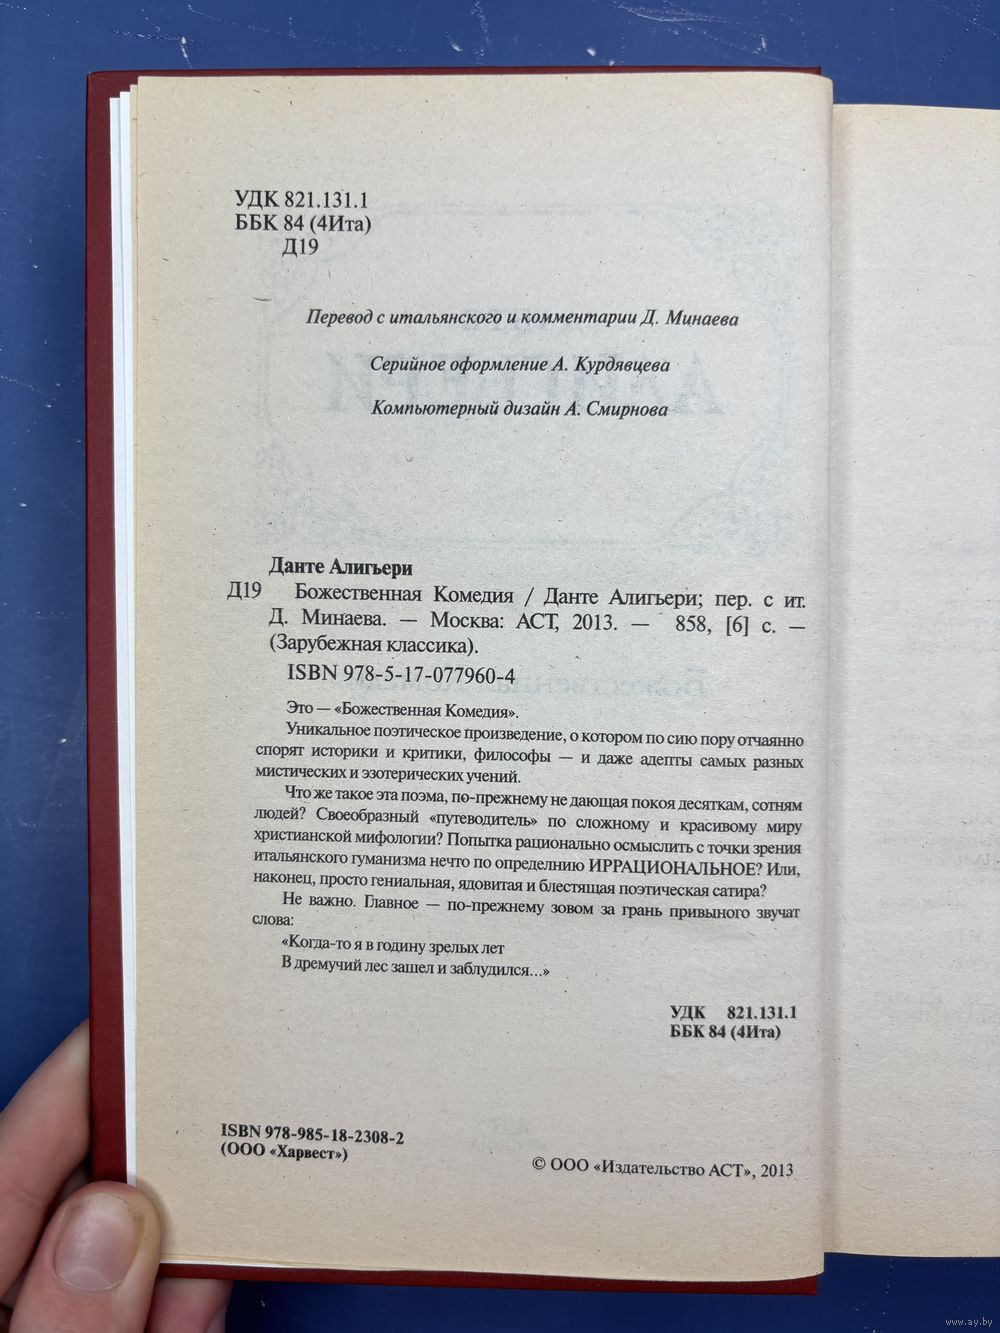 УДК 821.131.1
ББК 84 (4Ита)
Д19
Перевод с итальянского и комментарии Д. Минаева
Серийное оформление А. Курдявцева
Компьютерный дизайн А. Смирнова
Данте Алигьери
Д19 Божественная Комедия / Данте Алигьери; пер. с ит.
Д. Минаева. — Москва: АСТ, 2013. — 858, [6] с. —
(Зарубежная классика).
ISBN 978-5-17-077960-4
Это — «Божественная Комедия».
Уникальное поэтическое произведение, о котором по сию пору отчаянно
спорят историки и критики, философы — и даже адепты самых разных
мистических и эзотерических учений.
Что же такое эта поэма, по-прежнему не дающая покоя десяткам, сотням
людей? Своеобразный «путеводитель» по сложному и красивому миру
христианской мифологии? Попытка рационально осмыслить с точки зрения
итальянского гуманизма нечто по определнию ИРРАЦИОНАЛЬНОЕ? Или,
наконец, просто гениальная, ядовитая и блестящая поэтическая сатира?
Не важно. Главное — по-прежнему зовом за грань привыного звучат
слова:
«Когда-то я в годину зрелых лет
В дремучий лес зашел и заблудился...»
УДК 821.131.1
ББК 84 (4Ита)
ISBN 978-985-18-2308-2
(ООО «Харвест»)
© ООО «Издательство АСТ», 2013
www.ay.by